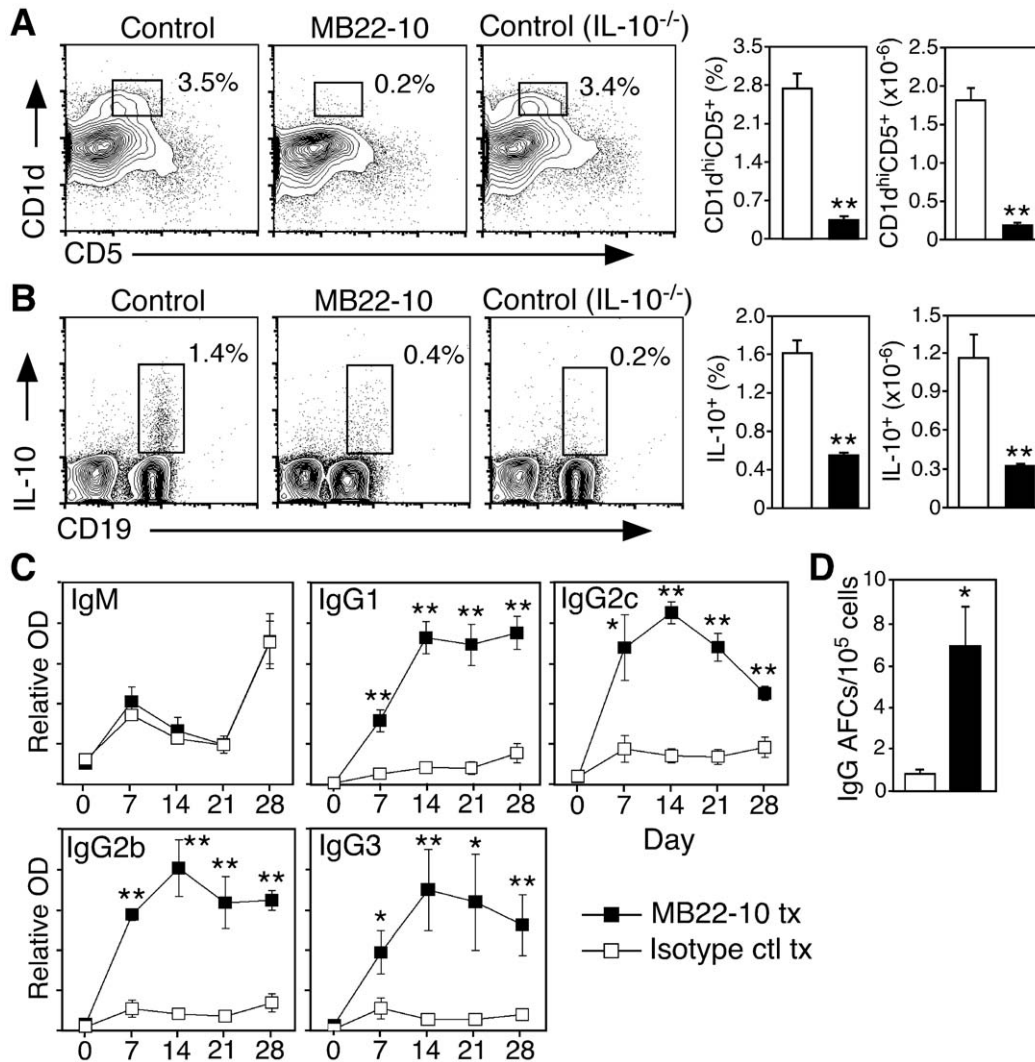 A
Control
MB22-10
Control (IL-10-/-)
3.5%
0.2%
3.4%
CD1d
CD5
CD1dhiCD5+ (%)
3.5
2.8
2.1
1.4
0.7
0
**
CD1dhiCD5+ (x10-6)
2.5
2.0
1.5
1.0
0.5
0
**
B
Control
MB22-10
Control (IL-10-/-)
1.4%
0.4%
0.2%
IL-10
CD19
IL-10+ (%)
2.0
1.6
1.2
0.8
0.4
0
**
IL-10+ (x10-6)
1.5
1.2
0.9
0.6
0.3
0
**
C
Relative OD
IgM
0 7 14 21 28
IgG1
** ** ** **
0 7 14 21 28
IgG2c
* ** ** **
0 7 14 21 28
Day
D
IgG AFCs/105 cells
10
8
6
4
2
0
*
Relative OD
IgG2b
** ** ** **
0 7 14 21 28
IgG3
* ** * **
0 7 14 21 28
MB22-10 tx
Isotype ctl tx